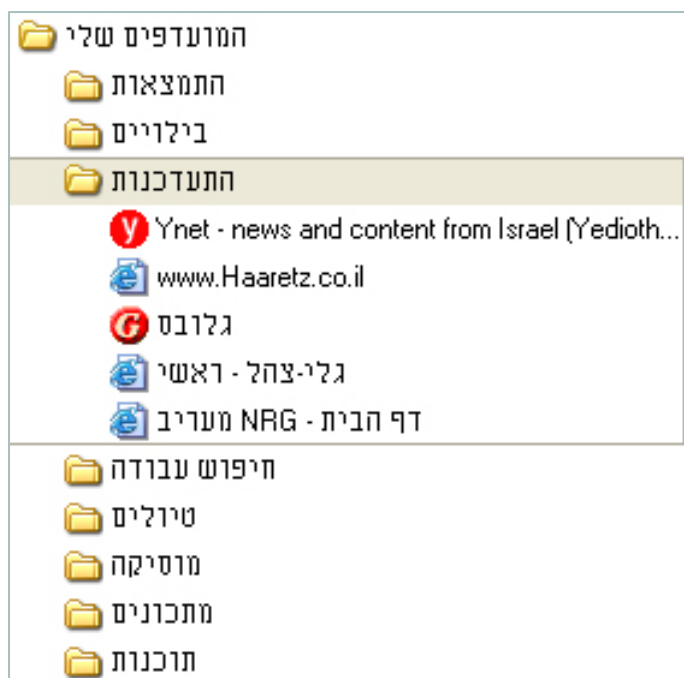 המועדפים שלי
התמצאות
בילויים
התעדכנות
Ynet - news and content from Israel (Yedioth...
www.Haaretz.co.il
גלובס
גלי-צהל - ראשי
דף הבית - NRG מעריב
חיפוש עבודה
טיולים
מוסיקה
מתכונים
תוכנות